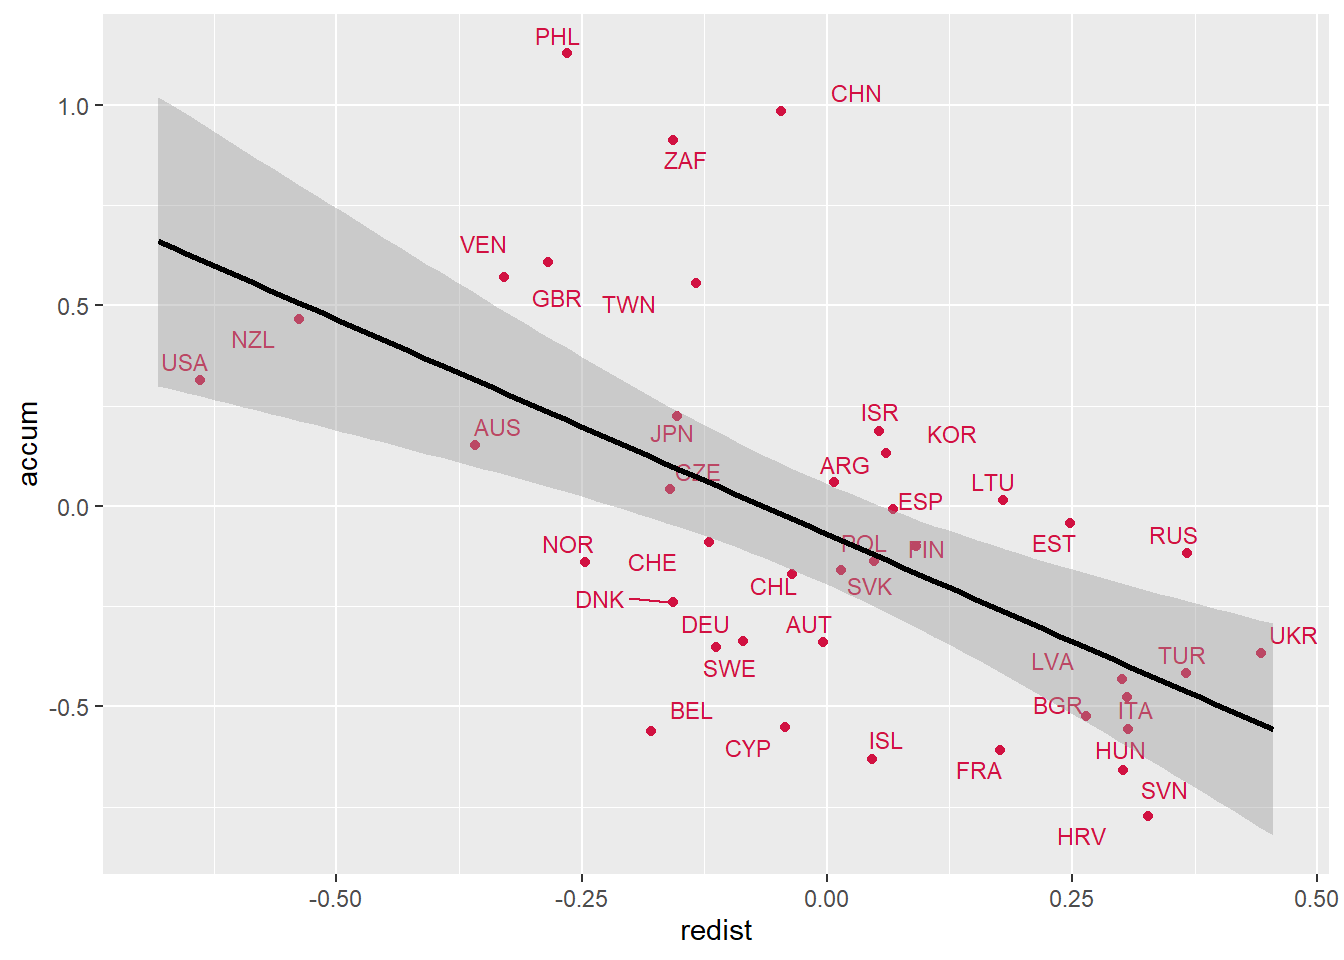 PHL
CHN
1.0
ZAF
VEN
GBR
TWN
0.5
NZL
USA
AUS
JPN
ISR
KOR
ARG
CZE
LTU
ESP
accum
0.0
NOR
CHE
POL
FIN
EST
RUS
CHL
SVK
DNK
DEU
AUT
UKR
SWE
LVA
TUR
-0.5
BEL
BGR
ITA
CYP
ISL
HUN
FRA
SVN
HRV
-0.50
-0.25
0.00
0.25
0.50
redist